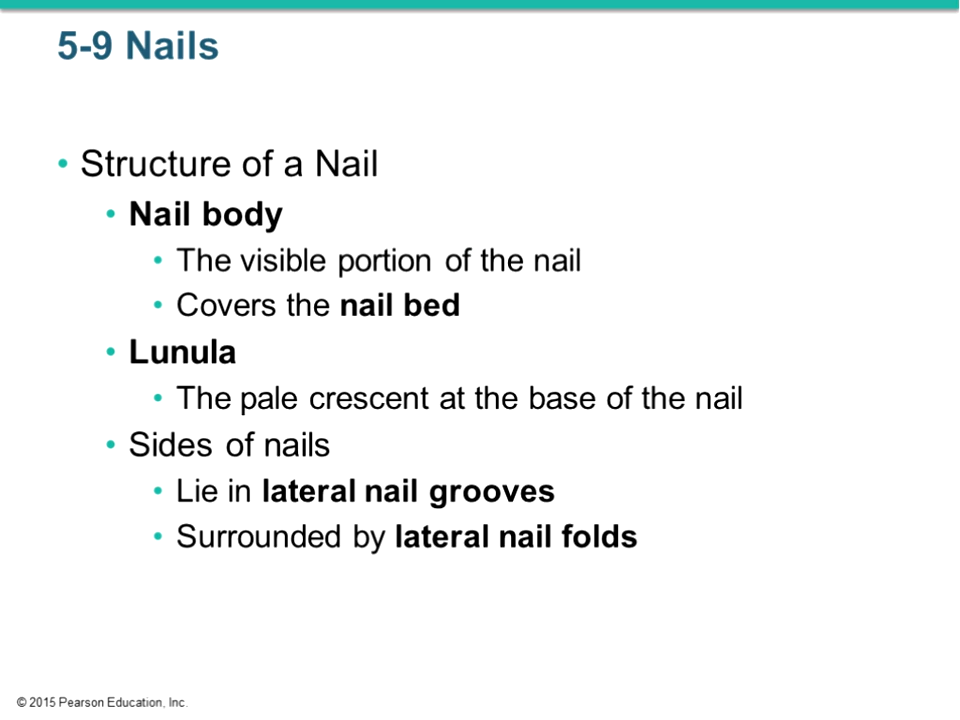 5-9 Nails
• Structure of a Nail
• Nail body
• The visible portion of the nail
• Covers the nail bed
• Lunula
• The pale crescent at the base of the nail
• Sides of nails
• Lie in lateral nail grooves
• Surrounded by lateral nail folds
© 2015 Pearson Education, Inc.